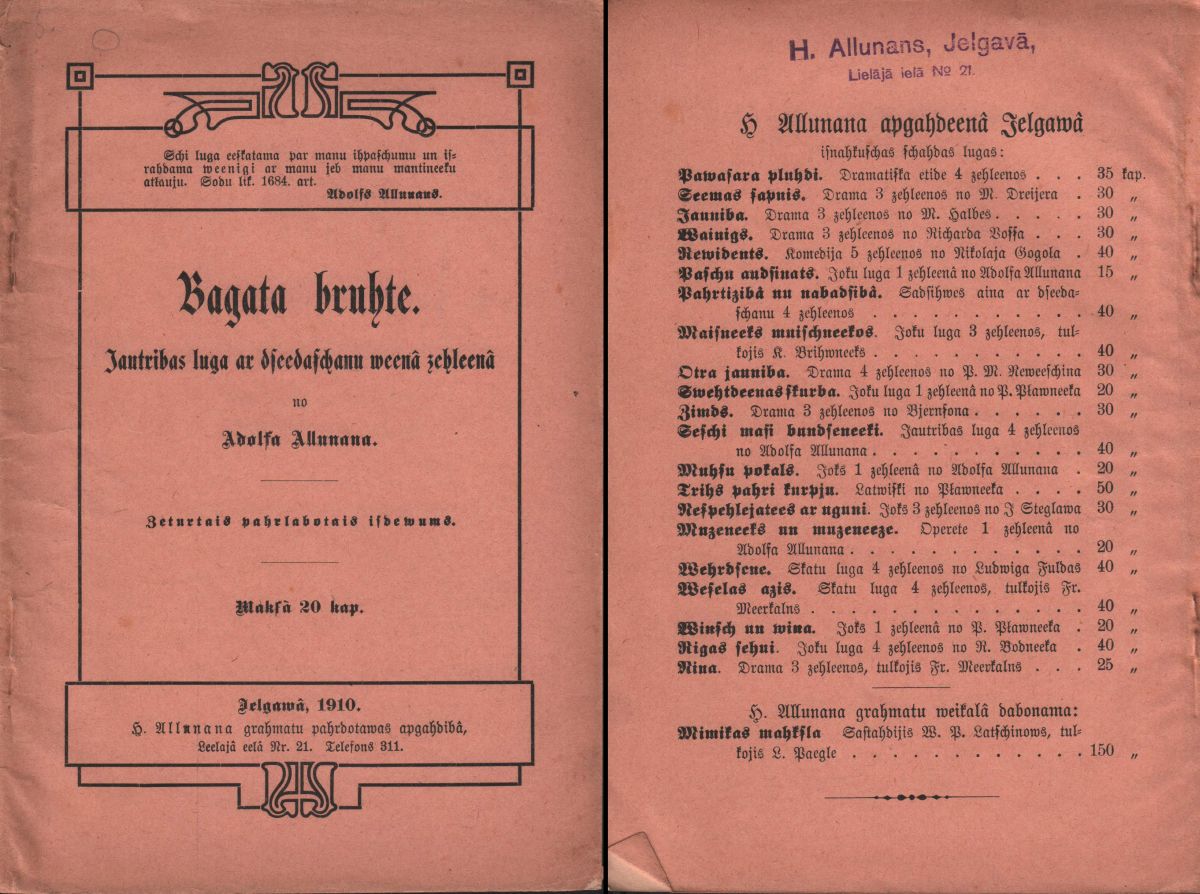 Schi luga eeskatama par manu ihpaschumu un is-
rahdama weenigi ar manu jeb manu mantineeku
atļauju. Sodu lik. 1684. art.
Adolfs Allunans.
Bagata bruhte.
Jautribas luga ar dseedaschanu weenâ zehleenâ
no
Adolfa Allunana.
Zeturtais pahrlabotais isdewums.
Maksà 20 kap.
Jelgawâ, 1910.
H. Allunana grahmatu pahrdotawas apgahdibâ,
Leelajâ eelâ Nr. 21. Telefons 311.
H. Allunans, Jelgavā,
Lielājā ielā № 21.
H Allunana apgahdeenâ Jelgawâ
isnahkuschas schahdas lugas:
Pawasara pluhdi. Dramatiska etide 4 zehleenos . . . 35 kap.
Seemas sapnis. Drama 3 zehleenos no M. Dreijera . 30 „
Jauniba. Drama 3 zehleenos no M. Halbes . . . . . 30 „
Wainigs. Drama 3 zehleenos no Richarda Vossa . . . 30 „
Rewidents. Komedija 5 zehleenos no Nikolaja Gogola . 40 „
Paschu audsinats. Joku luga 1 zehleenâ no Adolfa Allunana 15 „
Pahrtizibâ un nabadsibâ. Sadsihwes aina ar dseeda-
schanu 4 zehleenos . . . . . . . . . . . 40 „
Maisneeks muischneekos. Joku luga 3 zehleenos, tul-
kojis K. Brihwneeks . . . . . . . . . . . 40 „
Otra jauniba. Drama 4 zehleenos no P. M. Neweeschina 30 „
Swehtdeenas skurba. Joku luga 1 zehleenâ no P. Pļawneeka 20 „
Zimds. Drama 3 zehleenos no Bjernsona . . . . . . 30 „
Seschi masi bundseneeki. Jautribas luga 4 zehleenos
no Adolfa Allunana . . . . . . . . . . . 40 „
Muhsu pokals. Joks 1 zehleenâ no Adolfa Allunana . 20 „
Trihs pahri kurpju. Latwiski no Pļawneeka . . . . 50 „
Nespehlejatees ar uguni. Joks 3 zehleenos no J Steglawa 30 „
Muzeneeks un muzeneeze. Operete 1 zehleenâ no
Adolfa Allunana . . . . . . . . . . . . 20 „
Wehrdsene. Skatu luga 4 zehleenos no Ludwiga Fuldas 40 „
Weselas azis. Skatu luga 4 zehleenos, tulkojis Fr.
Meerkalns . . . . . . . . . . . . . . 40 „
Winsch un wina. Joks 1 zehleenâ no P. Pļawneeka . 20 „
Rigas sehni. Joku luga 4 zehleenos no R. Bodneeka . 40 „
Nina. Drama 3 zehleenos, tulkojis Fr. Meerkalns . . . 25 „
H. Allunana grahmatu weikalâ dabonama:
Mimikas mahksla Sastahdijis W. P. Latschinows, tul-
kojis L. Paegle . . . . . . . . . . . . 150 „